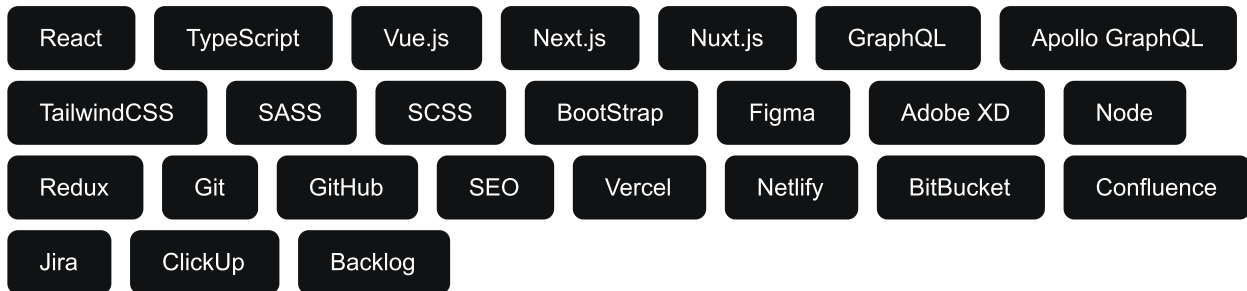 React TypeScript Vue.js Next.js Nuxt.js GraphQL Apollo GraphQL
TailwindCSS SASS SCSS BootStrap Figma Adobe XD Node
Redux Git GitHub SEO Vercel Netlify BitBucket Confluence
Jira ClickUp Backlog